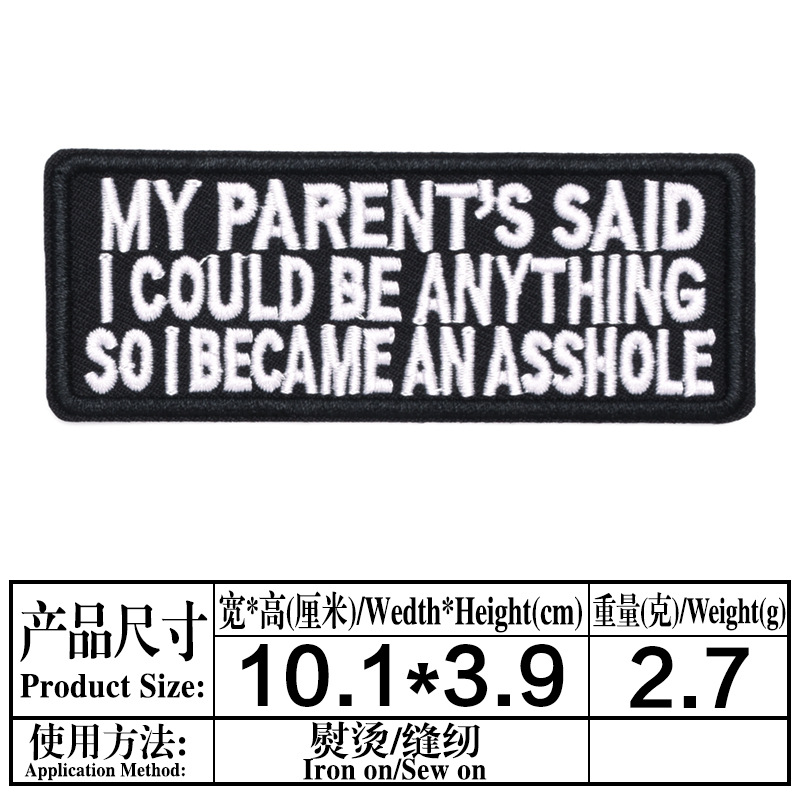 MY PARENT'S SAID
I COULD BE ANYTHING
SO I BECAME AN ASSHOLE
产品尺寸
Product Size:
宽*高(厘米)/Wedth*Height(cm)
重量(克)/Weight(g)
10.1*3.9
2.7
使用方法:
Application Method:
熨烫/缝纫
Iron on/Sew on